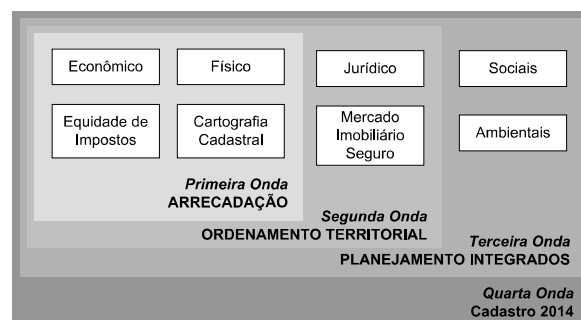 Econômico
Físico
Jurídico
Sociais
Equidade de
Impostos
Cartografia
Cadastral
Mercado
Imobiliário
Seguro
Ambientais
Primeira Onda
ARRECADAÇÃO
Segunda Onda
ORDENAMENTO TERRITORIAL
Terceira Onda
PLANEJAMENTO INTEGRADOS
Quarta Onda
Cadastro 2014